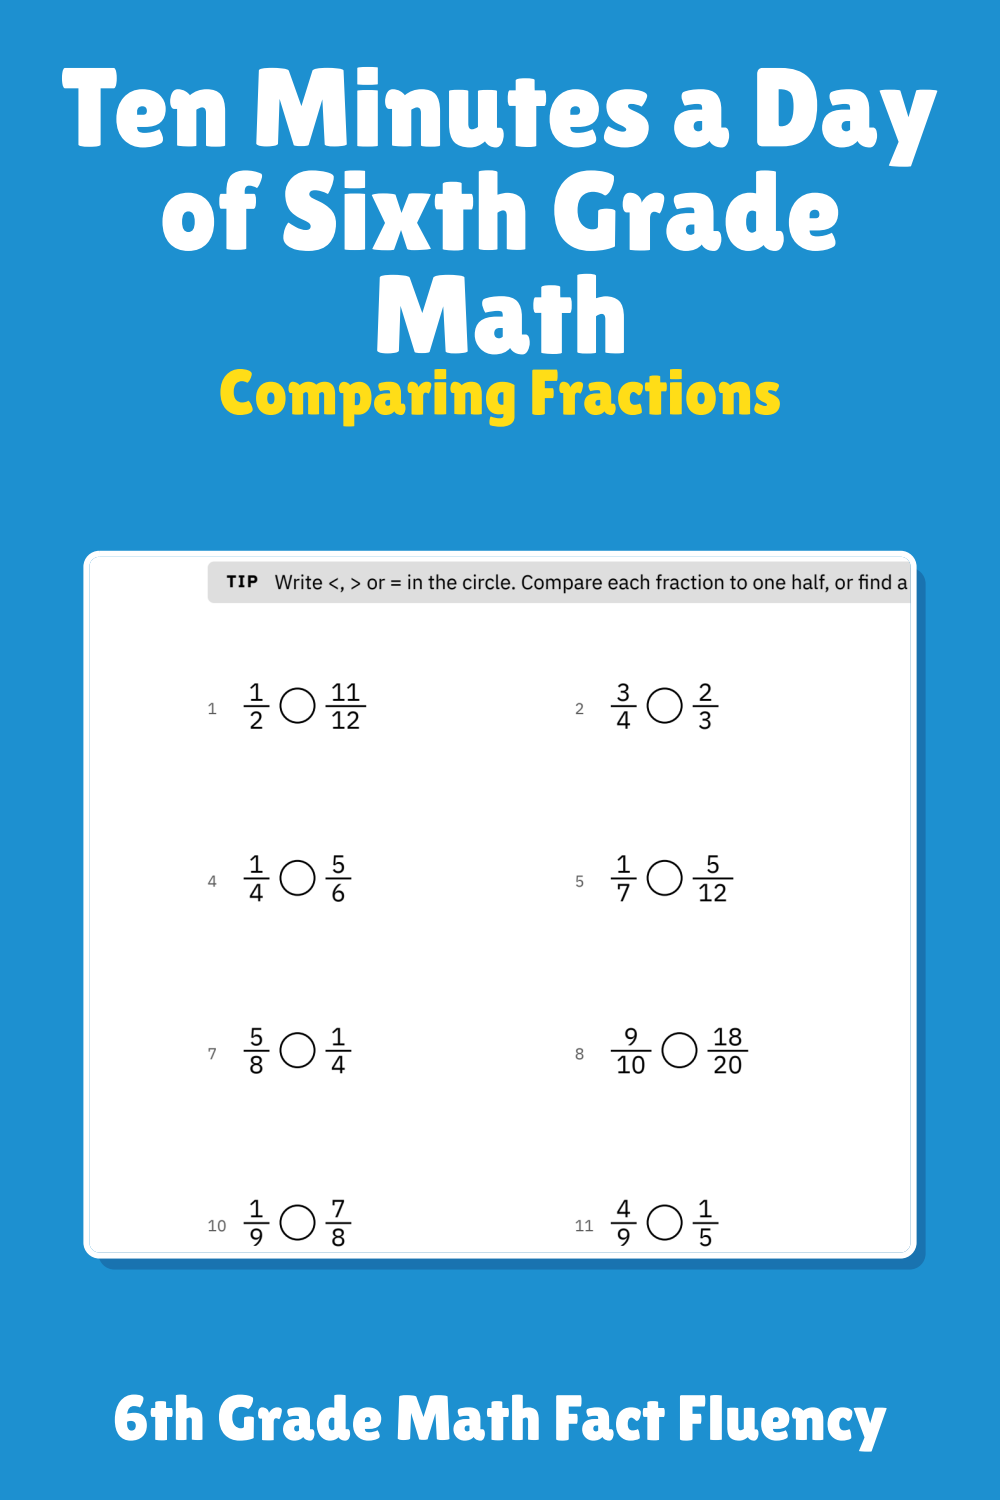 Ten Minutes a Day
of Sixth Grade
Math
Comparing Fractions
TIP Write <, > or = in the circle. Compare each fraction to one half, or find a
1 1/2 ◯ 11/12
2 3/4 ◯ 2/3
4 1/4 ◯ 5/6
5 1/7 ◯ 5/12
7 5/8 ◯ 1/4
8 9/10 ◯ 18/20
10 1/9 ◯ 7/8
11 4/9 ◯ 1/5
6th Grade Math Fact Fluency